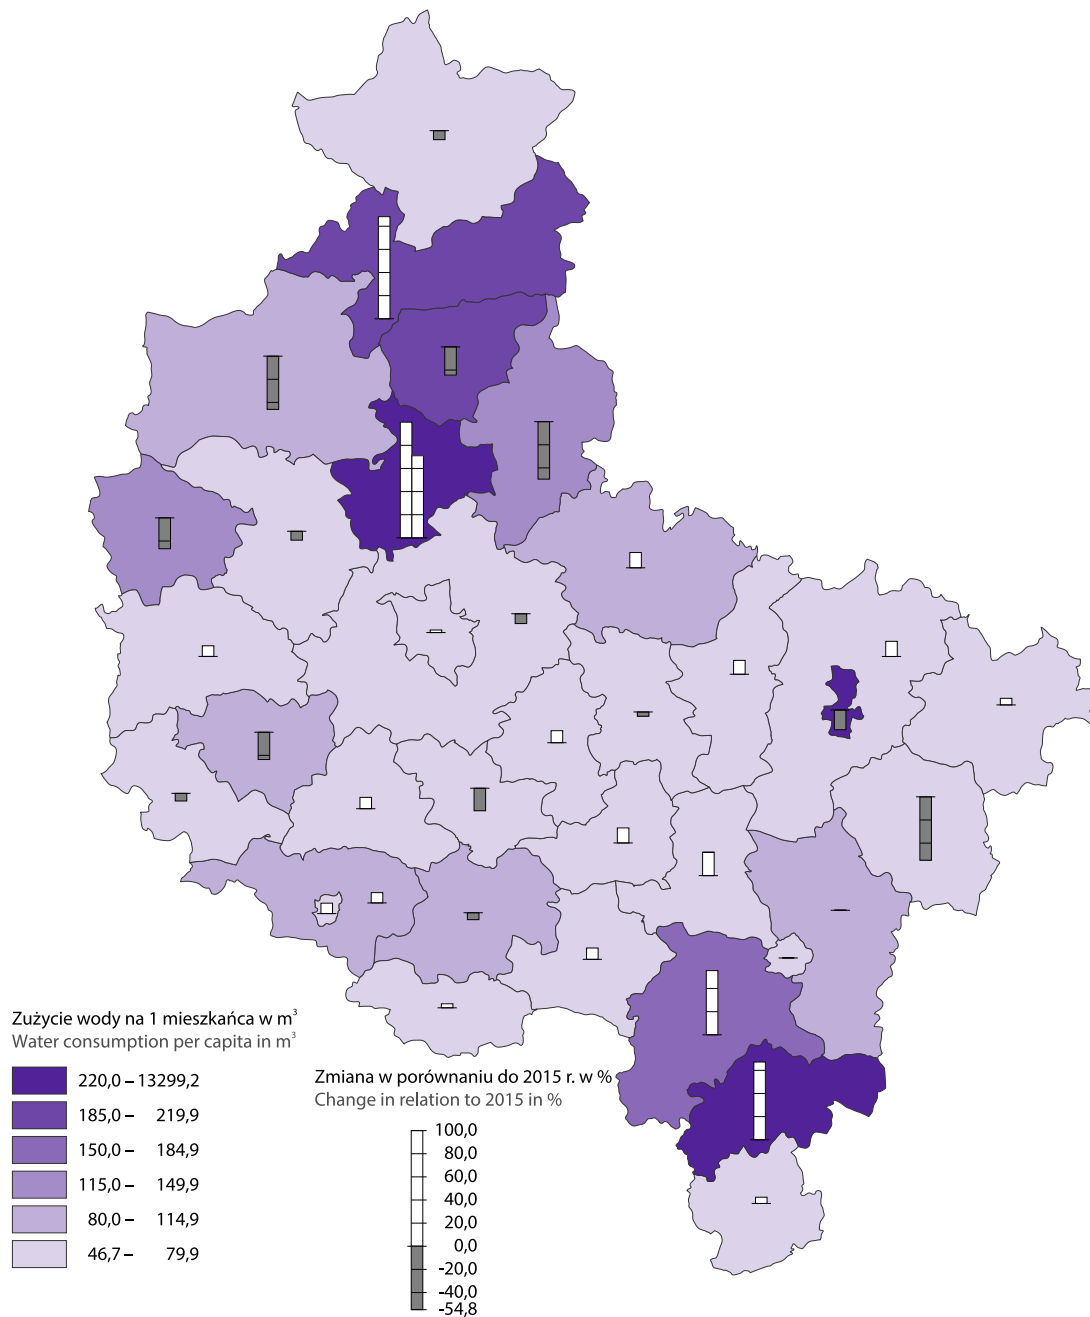 Zużycie wody na 1 mieszkańca w m³
Water consumption per capita in m³
220,0 – 13299,2
185,0 – 219,9
150,0 – 184,9
115,0 – 149,9
80,0 – 114,9
46,7 – 79,9
Zmiana w porównaniu do 2015 r. w %
Change in relation to 2015 in %
100,0
80,0
60,0
40,0
20,0
0,0
-20,0
-40,0
-54,8